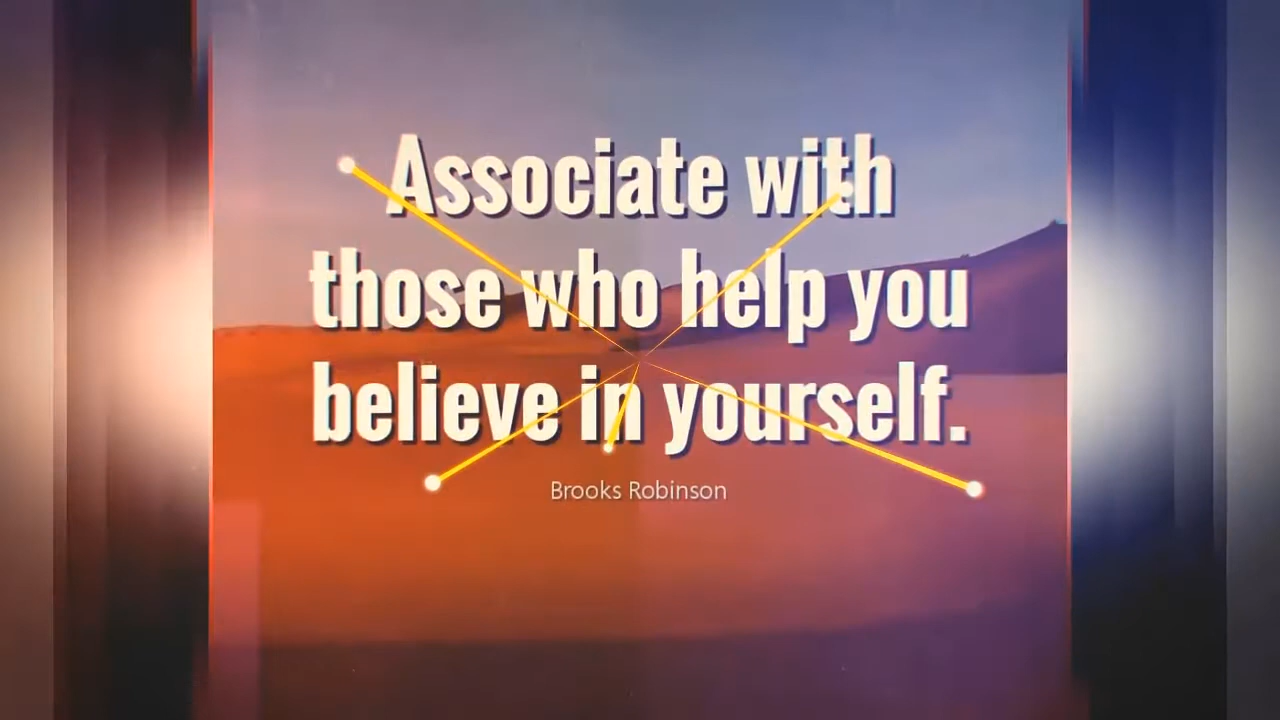 Associate with
those who help you
believe in yourself.
Brooks Robinson